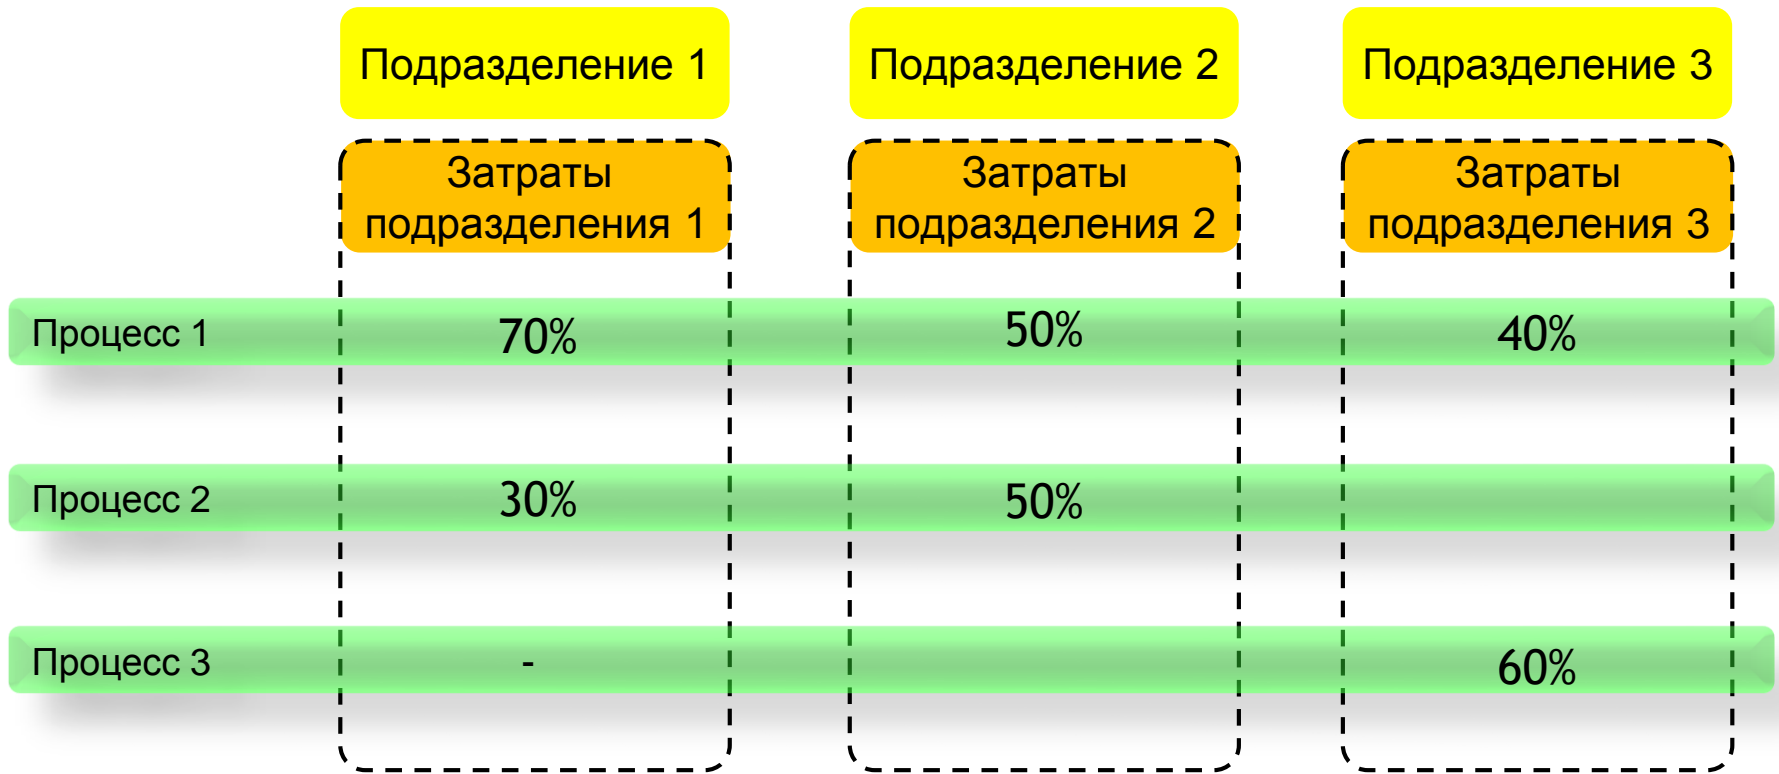 Подразделение 1
Подразделение 2
Подразделение 3
Затраты
подразделения 1
Затраты
подразделения 2
Затраты
подразделения 3
Процесс 1
70%
50%
40%
Процесс 2
30%
50%
Процесс 3
-
60%